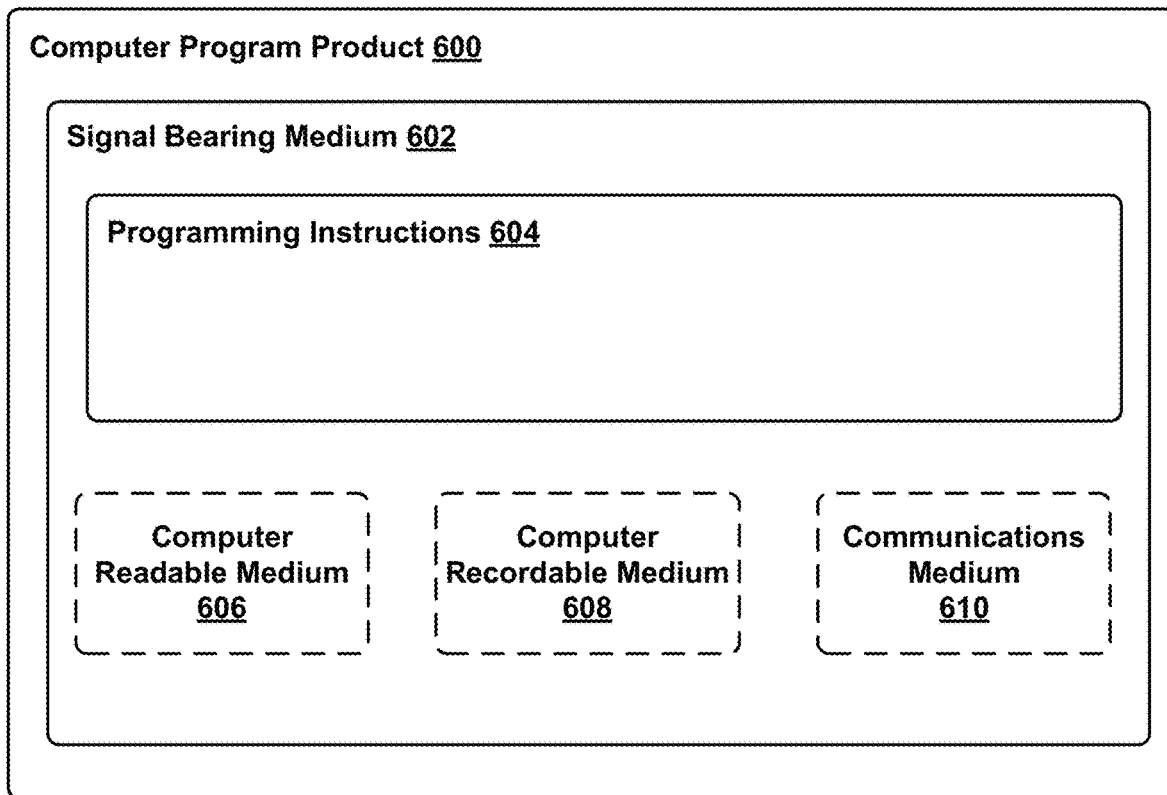 Computer Program Product 600
Signal Bearing Medium 602
Programming Instructions 604
Computer
Readable Medium
606
Computer
Recordable Medium
608
Communications
Medium
610